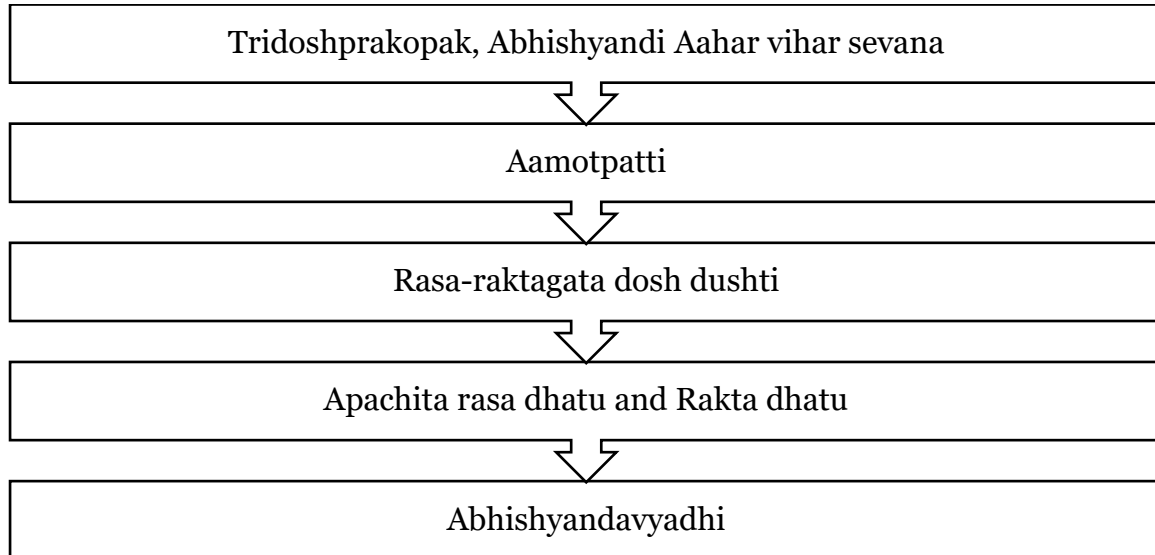 Tridoshprakopak, Abhishyandi Aahar vihar sevana
Aamotpatti
Rasa-raktagata dosh dushti
Apachita rasa dhatu and Rakta dhatu
Abhishyandavyadhi